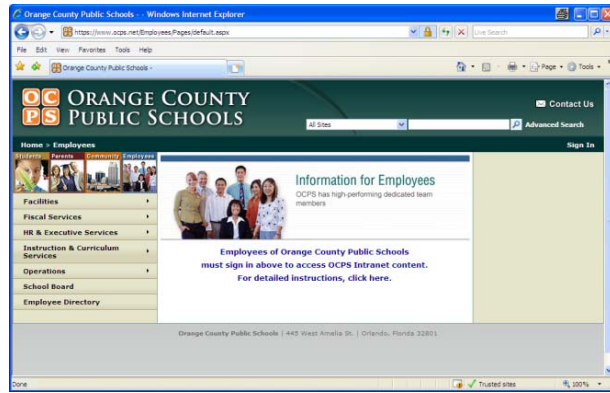 Orange County Public Schools - - Windows Internet Explorer
https://www.ocps.net/Employees/Pages/default.aspx
Live Search
File Edit View Favorites Tools Help
Orange County Public Schools -
Page Tools
OC
PS
ORANGE COUNTY
PUBLIC SCHOOLS
Contact Us
All Sites
Advanced Search
Home > Employees
Sign In
Students Parents Community Employees
Information for Employees
OCPS has high-performing dedicated team
members
Facilities
Fiscal Services
HR & Executive Services
Instruction & Curriculum
Services
Operations
School Board
Employee Directory
Employees of Orange County Public Schools
must sign in above to access OCPS Intranet content.
For detailed instructions, click here.
Orange County Public Schools | 445 West Amelia St. | Orlando, Florida 32801
Done
Trusted sites
100%